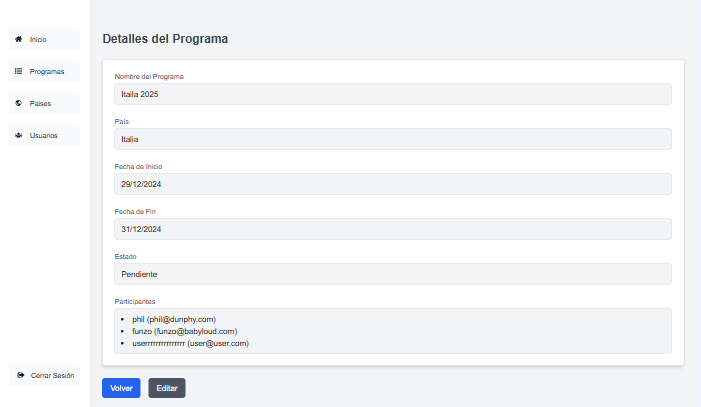 Inicio
Programas
Paises
Usuarios
Cerrar Sesión
Detalles del Programa
Nombre del Programa
Itaila 2025
País
Italia
Fecha de Inicio
29/12/2024
Fecha de Fin
31/12/2024
Estado
Pendiente
Participantes
• phil (phil@dunphy.com)
• funzo (funzo@babyloud.com)
• userrrrrrrrrrrrrr (user@user.com)
Volver
Editar